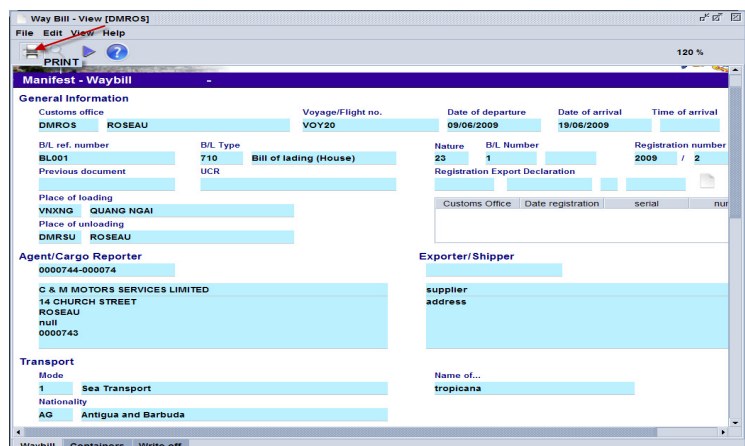 Way Bill - View [DMROS]
File Edit View Help
PRINT
120 %
Manifest - Waybill -
General Information
Customs office Voyage/Flight no. Date of departure Date of arrival Time of arrival
DMROS ROSEAU VOY20 09/06/2009 19/06/2009
B/L ref. number B/L Type Nature B/L Number Registration number
BL001 710 Bill of lading (House) 23 1 2009 / 2
Previous document UCR Registration Export Declaration
Place of loading
VNXNG QUANG NGAI
Customs Office Date registration serial nur
Place of unloading
DMRSU ROSEAU
Agent/Cargo Reporter Exporter/Shipper
0000744-000074
C & M MOTORS SERVICES LIMITED supplier
14 CHURCH STREET address
ROSEAU
null
0000743
Transport
Mode Name of...
1 Sea Transport tropicana
Nationality
AG Antigua and Barbuda
Waybill Containers Write off